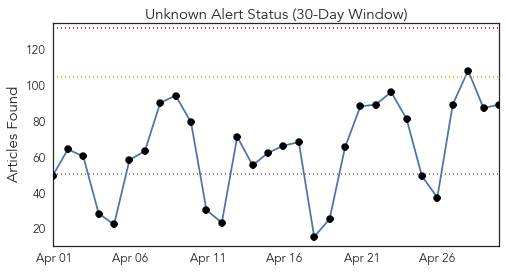 Unknown Alert Status (30-Day Window)
Articles Found
120
100
80
60
40
20
Apr 01
Apr 06
Apr 11
Apr 16
Apr 21
Apr 26